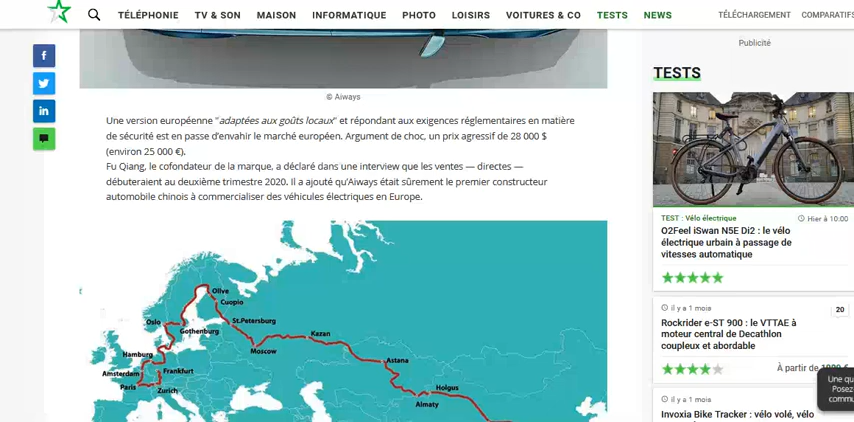 TÉLÉPHONIE TV & SON MAISON INFORMATIQUE PHOTO LOISIRS VOITURES & CO TESTS NEWS TÉLÉCHARGEMENT COMPARATIFS
© Aiways
Une version européenne "adaptées aux goûts locaux" et répondant aux exigences réglementaires en matière
de sécurité est en passe d'envahir le marché européen. Argument de choc, un prix agressif de 28 000 $
(environ 25 000 €).
Fu Qiang, le cofondateur de la marque, a déclaré dans une interview que les ventes — directes —
débuteraient au deuxième trimestre 2020. Il a ajouté qu'Aiways était sûrement le premier constructeur
automobile chinois à commercialiser des véhicules électriques en Europe.
Olive
Cuopio
Oslo
St.Petersburg
Gothenburg
Kazan
Moscow
Hamburg
Astana
Amsterdam
Frankfurt
Paris
Zurich
Holgus
Almaty
Publicité
TESTS
TEST : Vélo électrique
Hier à 10:00
O2Feel iSwan N5E Di2 : le vélo
électrique urbain à passage de
vitesses automatique
il y a 1 mois
20
Rockrider e-ST 900 : le VTTAE à
moteur central de Decathlon
coupleux et abordable
À partir de
il y a 1 mois
Invoxia Bike Tracker : vélo volé, vélo
Une qu
Posez
commu